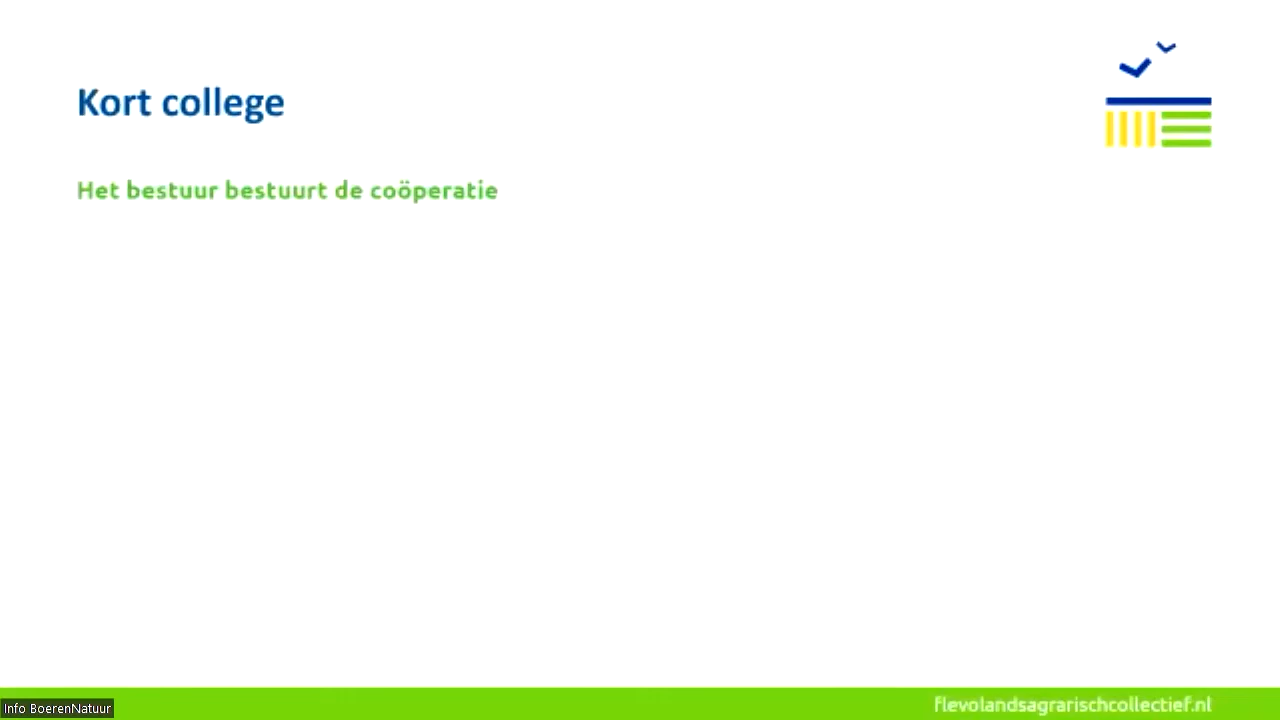 Kort college
Het bestuur bestuurt de coöperatie
flevolandsagrarischcollectief.nl
Info BoerenNatuur